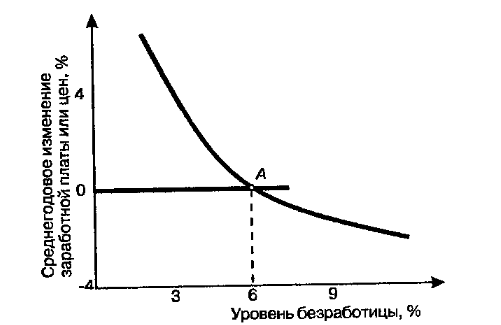 Среднегодовое изменение
заработной платы или цен, %
4
0
-4
A
3
6
9
Уровень безработицы, %